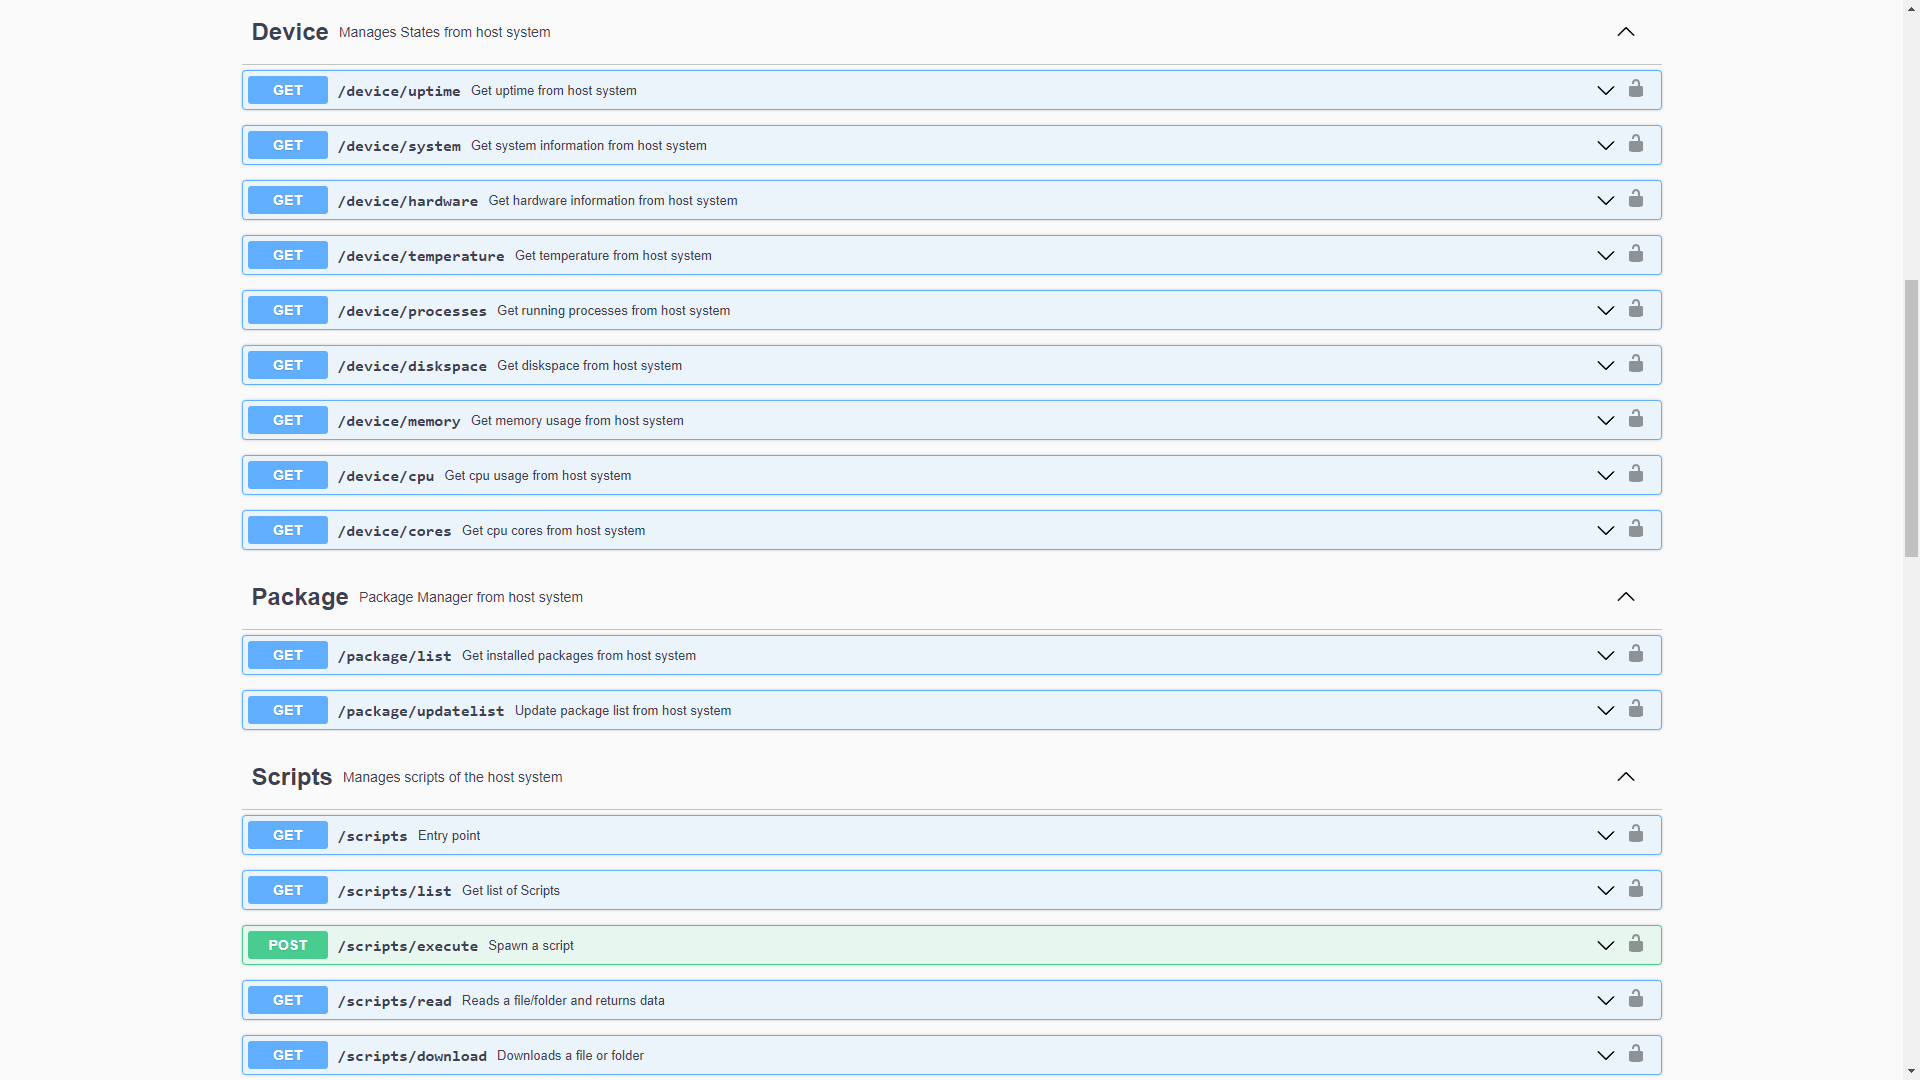 Device Manages States from host system
GET /device/uptime Get uptime from host system
GET /device/system Get system information from host system
GET /device/hardware Get hardware information from host system
GET /device/temperature Get temperature from host system
GET /device/processes Get running processes from host system
GET /device/diskspace Get diskspace from host system
GET /device/memory Get memory usage from host system
GET /device/cpu Get cpu usage from host system
GET /device/cores Get cpu cores from host system
Package Package Manager from host system
GET /package/list Get installed packages from host system
GET /package/updatelist Update package list from host system
Scripts Manages scripts of the host system
GET /scripts Entry point
GET /scripts/list Get list of Scripts
POST /scripts/execute Spawn a script
GET /scripts/read Reads a file/folder and returns data
GET /scripts/download Downloads a file or folder